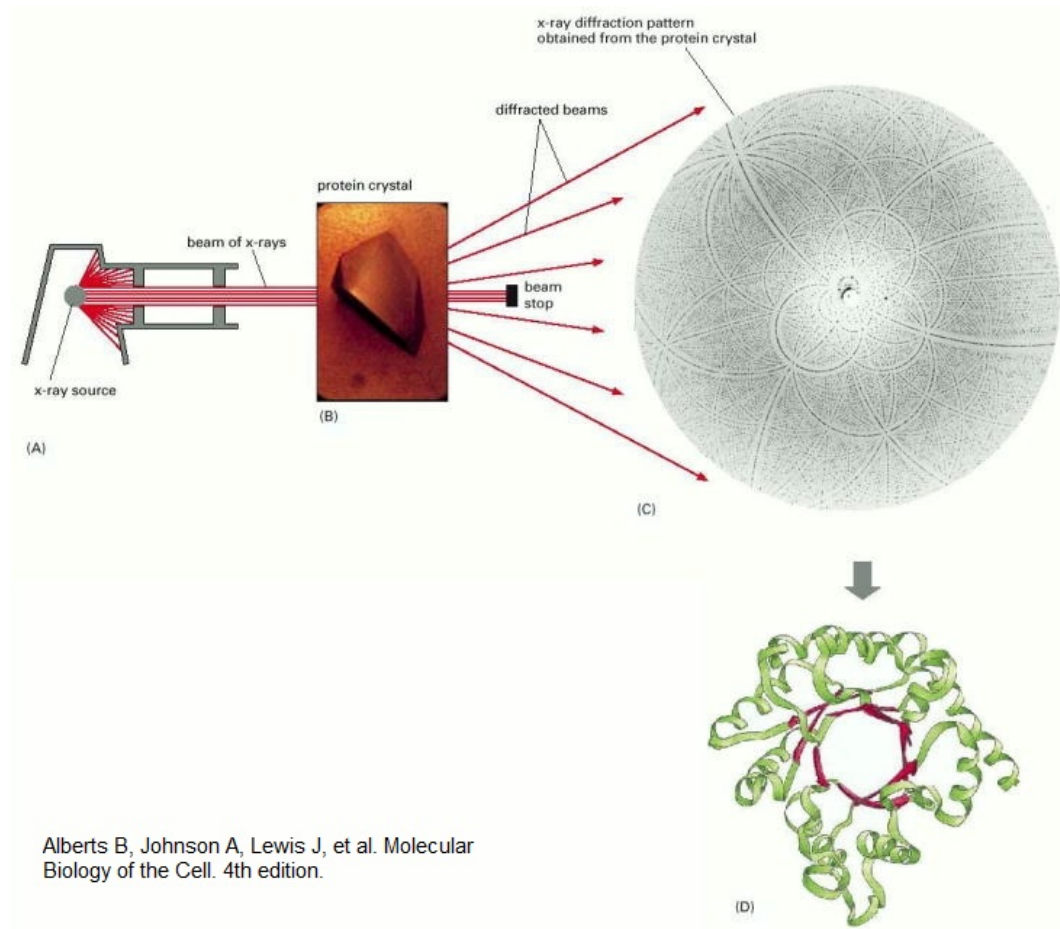 x-ray diffraction pattern
obtained from the protein crystal
diffracted beams
protein crystal
beam of x-rays
beam
stop
x-ray source
(A)
(B)
(C)
(D)
Alberts B, Johnson A, Lewis J, et al. Molecular
Biology of the Cell. 4th edition.